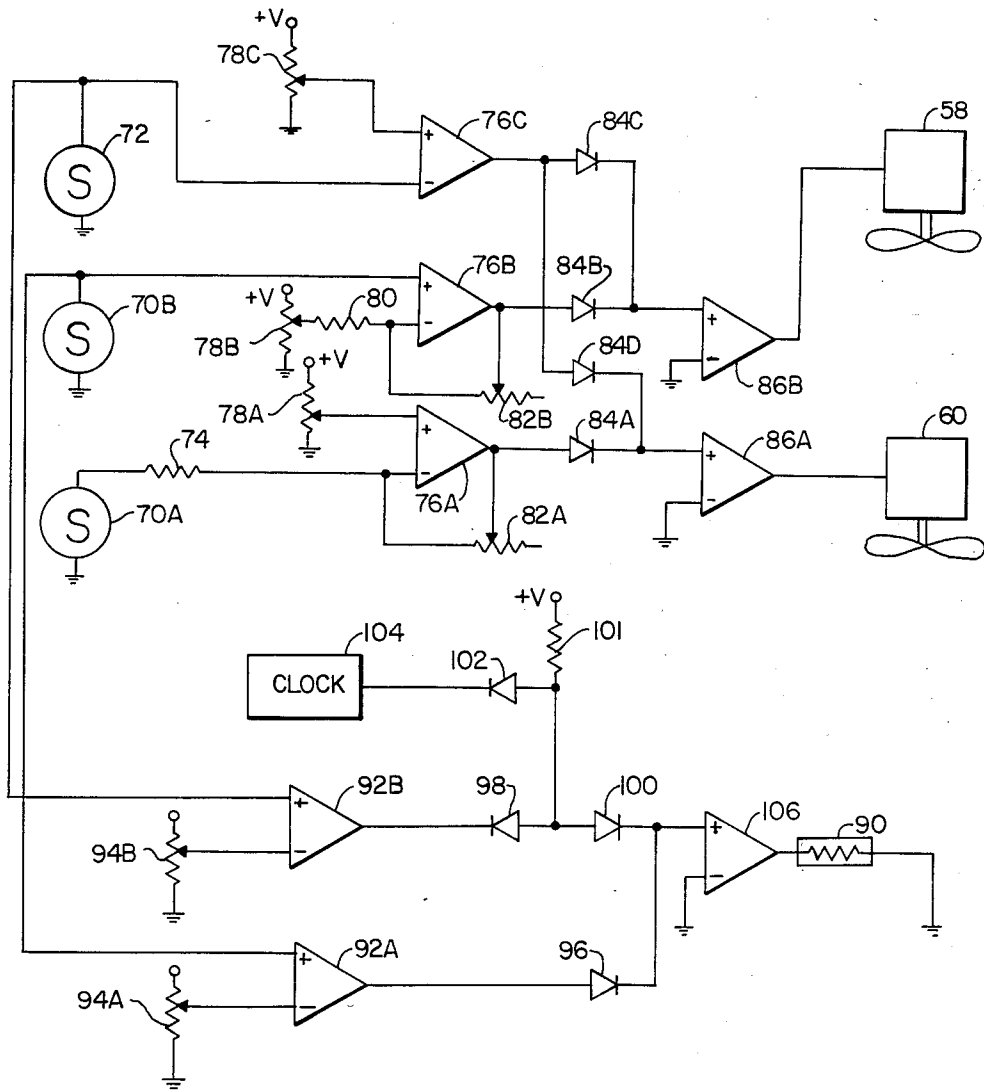 +V
78C
72
+
76C
84C
58
S
-
70B
+V
80
+
76B
84B
S
78B
+V
-
84D
+
-
86B
78A
82B
84A
60
74
+
-
76A
86A
+
-
70A
S
82A
+V
101
104
102
CLOCK
92B
98
100
106
90
+
-
+
-
94B
92A
96
+
-
94A